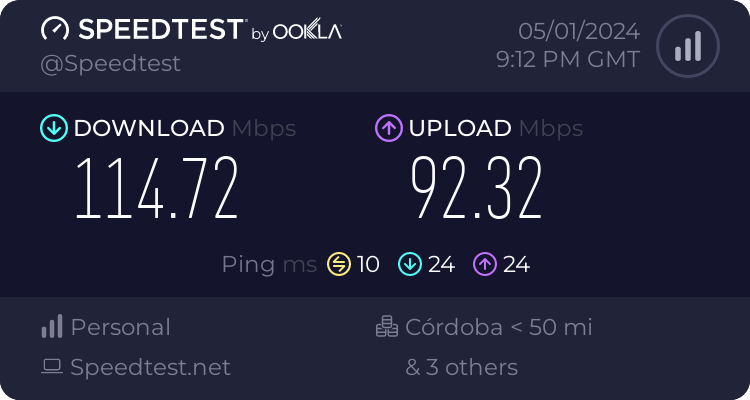 SPEEDTEST by OOKLA
@Speedtest
05/01/2024
9:12 PM GMT
DOWNLOAD Mbps
114.72
UPLOAD Mbps
92.32
Ping ms 10 24 24
Personal
Speedtest.net
Córdoba < 50 mi
& 3 others